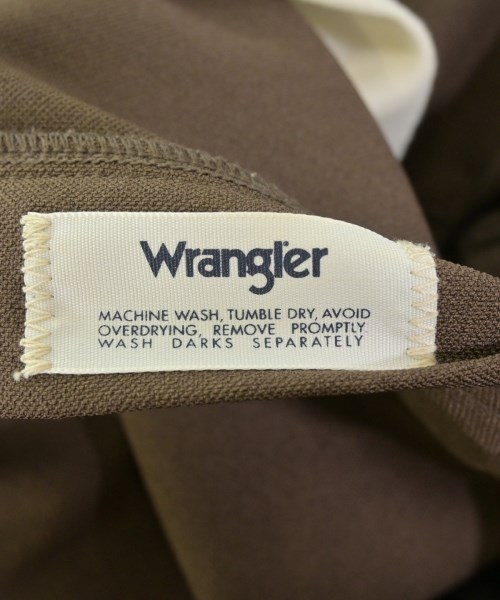 Wrangler
MACHINE WASH, TUMBLE DRY, AVOID
OVERDRYING, REMOVE PROMPTLY.
WASH DARKS SEPARATELY